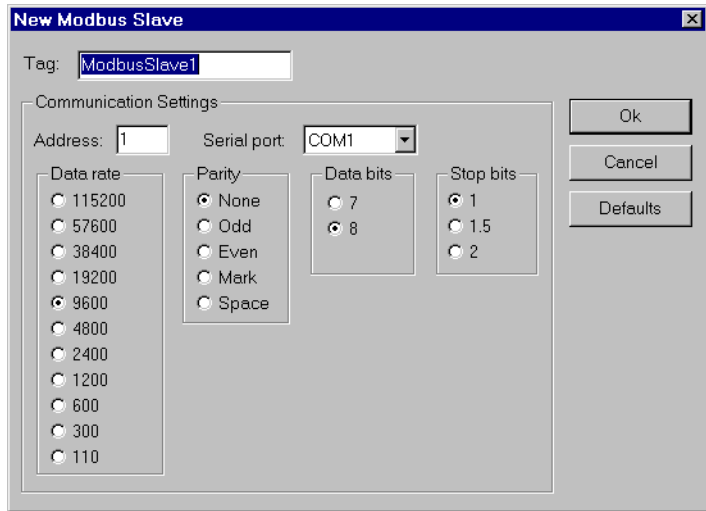 New Modbus Slave
Tag: ModbusSlave1
Communication Settings
Address: 1 Serial port: COM1
Ok
Cancel
Defaults
Data rate
115200
57600
38400
19200
9600
4800
2400
1200
600
300
110
Parity
None
Odd
Even
Mark
Space
Data bits
7
8
Stop bits
1
1.5
2